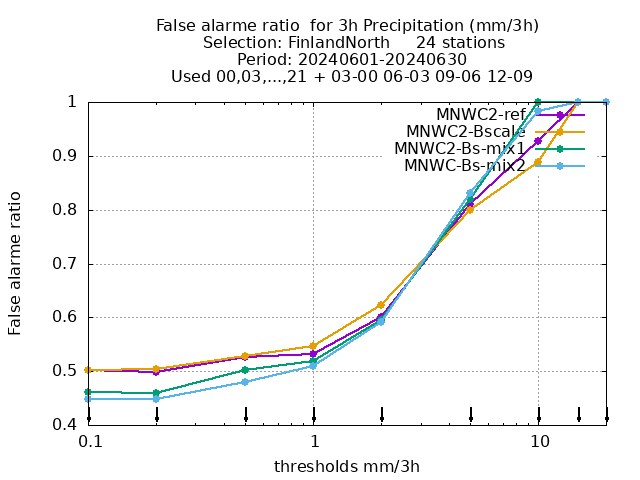 False alarme ratio  for 3h Precipitation (mm/3h)
Selection: FinlandNorth     24 stations
Period: 20240601-20240630
Used 00,03,...,21 + 03-00 06-03 09-06 12-09
MNWC2-ref
MNWC2-Bscale
MNWC2-Bs-mix1
MNWC-Bs-mix2
1
0.9
0.8
0.7
0.6
0.5
0.4
False alarme ratio
0.1 1 10
thresholds mm/3h